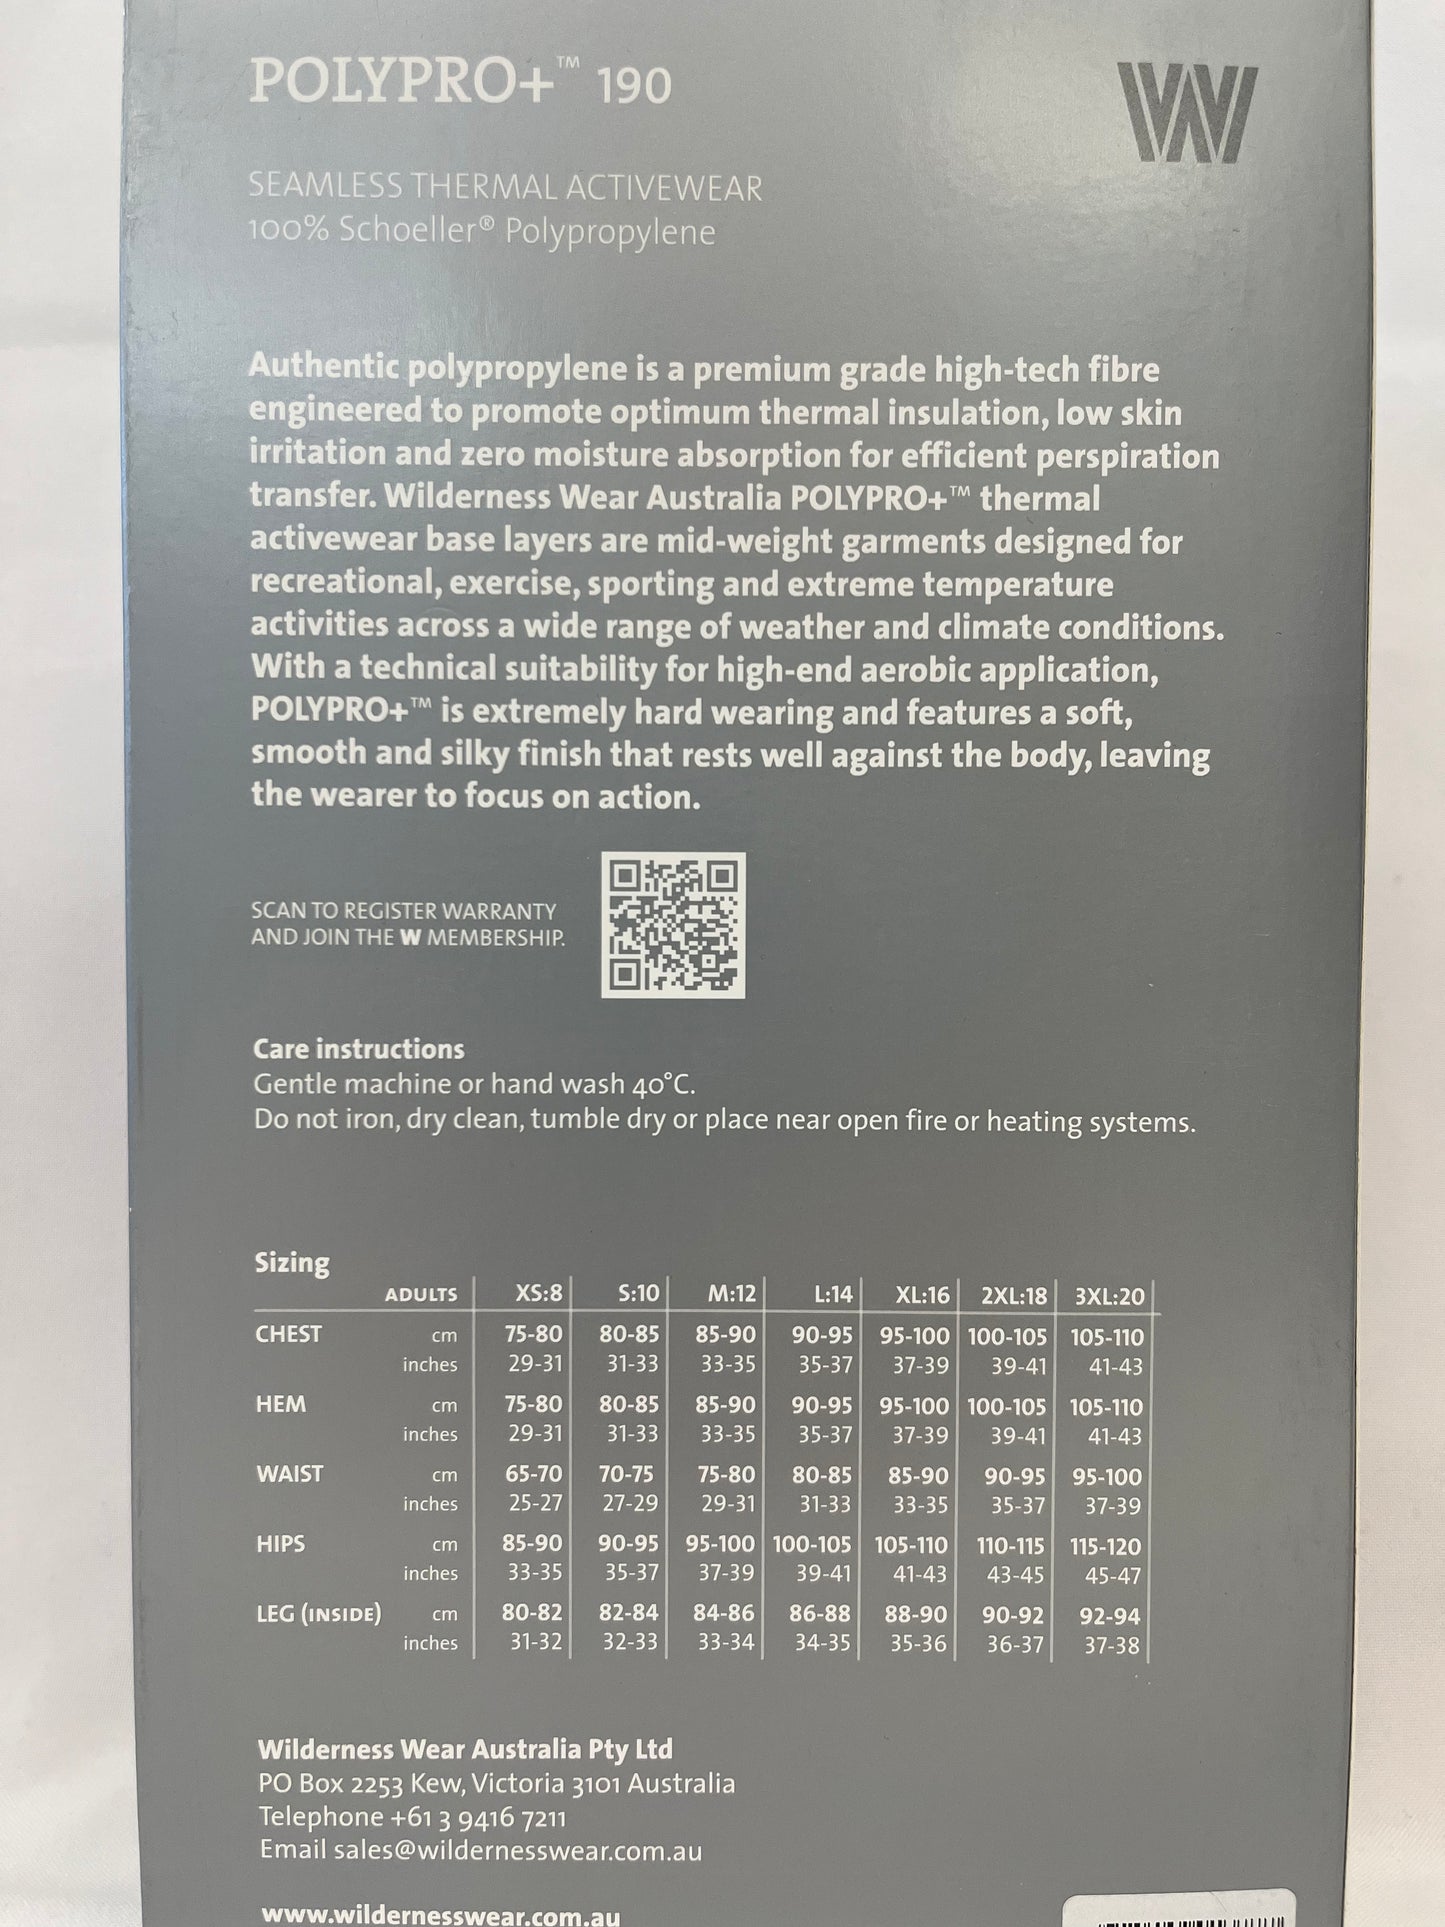 POLYPRO+™ 190
W
SEAMLESS THERMAL ACTIVEWEAR
100% Schoeller® Polypropylene
Authentic polypropylene is a premium grade high-tech fibre
engineered to promote optimum thermal insulation, low skin
irritation and zero moisture absorption for efficient perspiration
transfer. Wilderness Wear Australia POLYPRO+™ thermal
activewear base layers are mid-weight garments designed for
recreational, exercise, sporting and extreme temperature
activities across a wide range of weather and climate conditions.
With a technical suitability for high-end aerobic application,
POLYPRO+™ is extremely hard wearing and features a soft,
smooth and silky finish that rests well against the body, leaving
the wearer to focus on action.
SCAN TO REGISTER WARRANTY
AND JOIN THE W MEMBERSHIP.
Care instructions
Gentle machine or hand wash 40°C.
Do not iron, dry clean, tumble dry or place near open fire or heating systems.
Sizing
ADULTS XS:8 S:10 M:12 L:14 XL:16 2XL:18 3XL:20
CHEST cm 75-80 80-85 85-90 90-95 95-100 100-105 105-110
inches 29-31 31-33 33-35 35-37 37-39 39-41 41-43
HEM cm 75-80 80-85 85-90 90-95 95-100 100-105 105-110
inches 29-31 31-33 33-35 35-37 37-39 39-41 41-43
WAIST cm 65-70 70-75 75-80 80-85 85-90 90-95 95-100
inches 25-27 27-29 29-31 31-33 33-35 35-37 37-39
HIPS cm 85-90 90-95 95-100 100-105 105-110 110-115 115-120
inches 33-35 35-37 37-39 39-41 41-43 43-45 45-47
LEG (INSIDE) cm 80-82 82-84 84-86 86-88 88-90 90-92 92-94
inches 31-32 32-33 33-34 34-35 35-36 36-37 37-38
Wilderness Wear Australia Pty Ltd
PO Box 2253 Kew, Victoria 3101 Australia
Telephone +61 3 9416 7211
Email sales@wildernesswear.com.au
www.wildernesswear.com.au